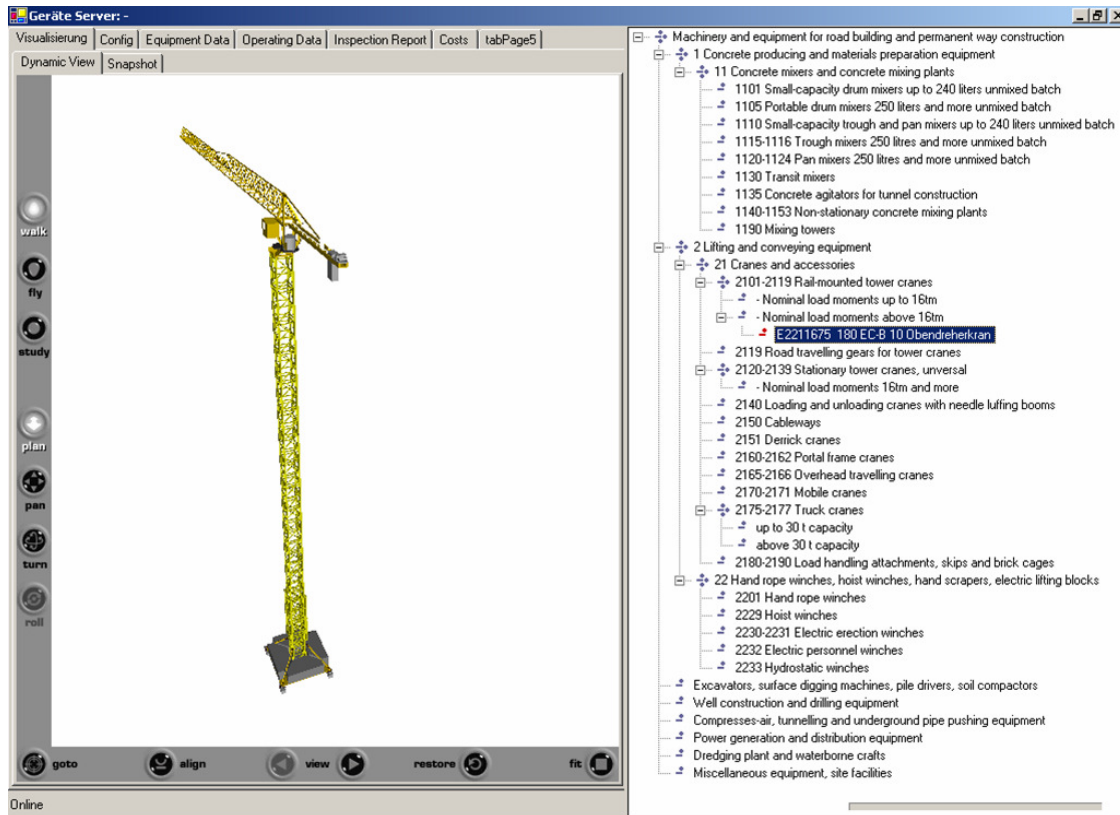 Geräte Server: -
Visualisierung Config Equipment Data Operating Data Inspection Report Costs tabPage5
Dynamic View Snapshot
walk
fly
study
plan
pan
turn
roll
goto align view restore fit
Online
Machinery and equipment for road building and permanent way construction
1 Concrete producing and materials preparation equipment
11 Concrete mixers and concrete mixing plants
1101 Small-capacity drum mixers up to 240 liters unmixed batch
1105 Portable drum mixers 250 liters and more unmixed batch
1110 Small-capacity trough and pan mixers up to 240 liters unmixed batch
1115-1116 Trough mixers 250 litres and more unmixed batch
1120-1124 Pan mixers 250 litres and more unmixed batch
1130 Transit mixers
1135 Concrete agitators for tunnel construction
1140-1153 Non-stationary concrete mixing plants
1190 Mixing towers
2 Lifting and conveying equipment
21 Cranes and accessories
2101-2119 Rail-mounted tower cranes
- Nominal load moments up to 16tm
- Nominal load moments above 16tm
E2211675 180 EC-B 10 Obendreherkran
2119 Road travelling gears for tower cranes
2120-2139 Stationary tower cranes, unversal
- Nominal load moments 16tm and more
2140 Loading and unloading cranes with needle luffing booms
2150 Cableways
2151 Derrick cranes
2160-2162 Portal frame cranes
2165-2166 Overhead travelling cranes
2170-2171 Mobile cranes
2175-2177 Truck cranes
up to 30 t capacity
above 30 t capacity
2180-2190 Load handling attachments, skips and brick cages
22 Hand rope winches, hoist winches, hand scrapers, electric lifting blocks
2201 Hand rope winches
2229 Hoist winches
2230-2231 Electric erection winches
2232 Electric personnel winches
2233 Hydrostatic winches
Excavators, surface digging machines, pile drivers, soil compactors
Well construction and drilling equipment
Compresses-air, tunnelling and underground pipe pushing equipment
Power generation and distribution equipment
Dredging plant and waterborne crafts
Miscellaneous equipment, site facilities